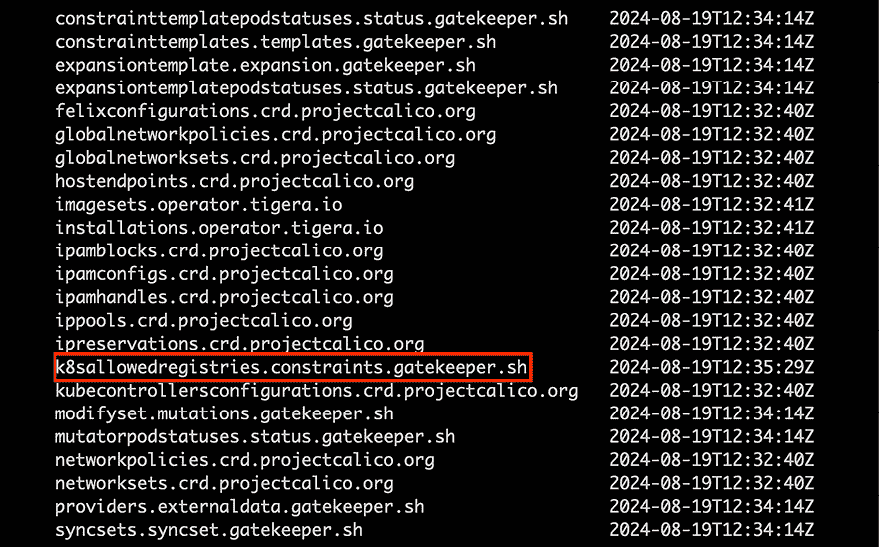 constrainttemplatepodstatuses.status.gatekeeper.sh 2024-08-19T12:34:14Z
constrainttemplates.templates.gatekeeper.sh 2024-08-19T12:34:14Z
expansiontemplate.expansion.gatekeeper.sh 2024-08-19T12:34:14Z
expansiontemplatepodstatuses.status.gatekeeper.sh 2024-08-19T12:34:14Z
felixconfigurations.crd.projectcalico.org 2024-08-19T12:32:40Z
globalnetworkpolicies.crd.projectcalico.org 2024-08-19T12:32:40Z
globalnetworksets.crd.projectcalico.org 2024-08-19T12:32:40Z
hostendpoints.crd.projectcalico.org 2024-08-19T12:32:40Z
imagesets.operator.tigera.io 2024-08-19T12:32:41Z
installations.operator.tigera.io 2024-08-19T12:32:41Z
ipamblocks.crd.projectcalico.org 2024-08-19T12:32:40Z
ipamconfigs.crd.projectcalico.org 2024-08-19T12:32:40Z
ipamhandles.crd.projectcalico.org 2024-08-19T12:32:40Z
ippools.crd.projectcalico.org 2024-08-19T12:32:40Z
ipreservations.crd.projectcalico.org 2024-08-19T12:32:40Z
k8sallowedregistries.constraints.gatekeeper.sh 2024-08-19T12:35:29Z
kubecontrollersconfigurations.crd.projectcalico.org 2024-08-19T12:32:40Z
modifyset.mutations.gatekeeper.sh 2024-08-19T12:34:14Z
mutatorpodstatuses.status.gatekeeper.sh 2024-08-19T12:34:14Z
networkpolicies.crd.projectcalico.org 2024-08-19T12:32:40Z
networksets.crd.projectcalico.org 2024-08-19T12:32:40Z
providers.externaldata.gatekeeper.sh 2024-08-19T12:34:14Z
syncsets.syncset.gatekeeper.sh 2024-08-19T12:34:14Z